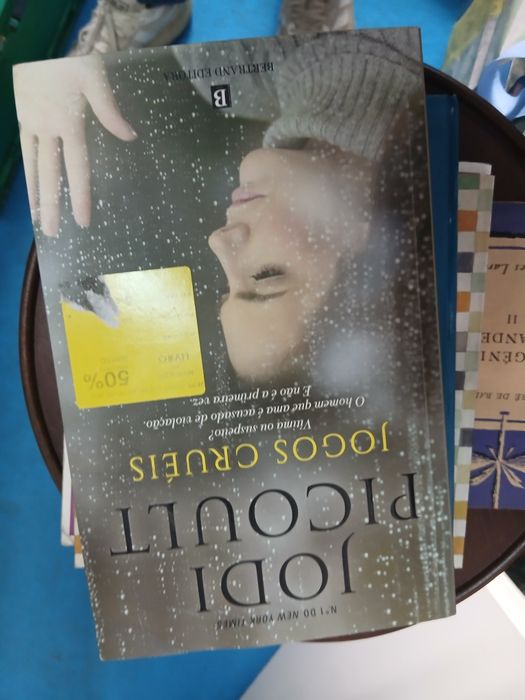 Nº1 DO NEW YORK TIMES
JODI
PICOULT
JOGOS CRUÉIS
Vítima ou suspeito?
O homem que ama é acusado de violação.
E não é a primeira vez.
50%
LIVRO
B
BERTRAND EDITORA
II